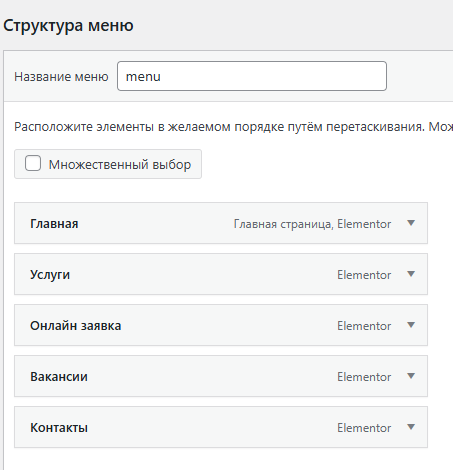 Структура меню
Название меню menu
Расположите элементы в желаемом порядке путём перетаскивания.
Множественный выбор
Главная Главная страница, Elementor
Услуги Elementor
Онлайн заявка Elementor
Вакансии Elementor
Контакты Elementor